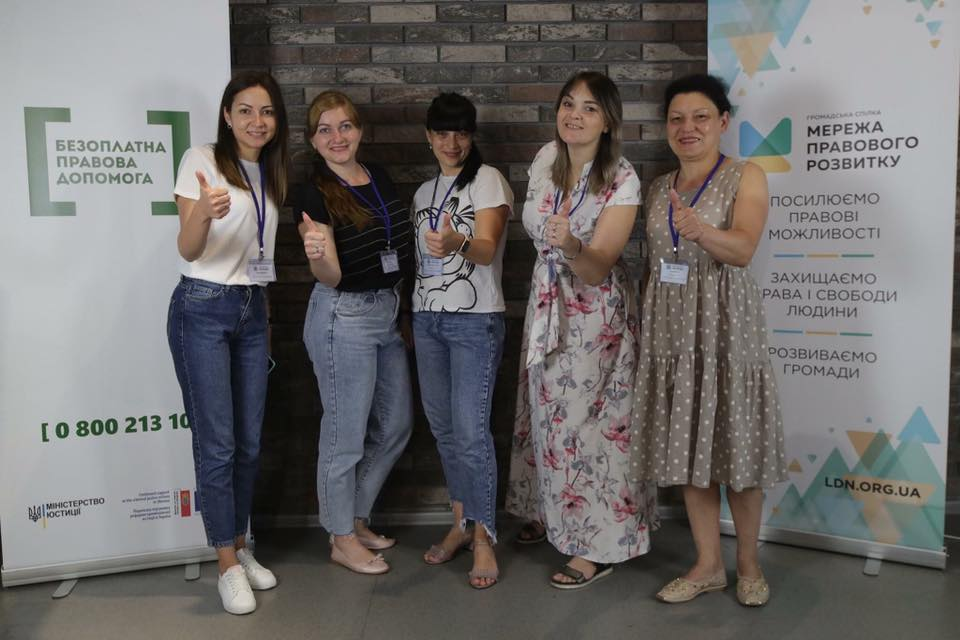 БЕЗОПЛАТНА
ПРАВОВА
ДОПОМОГА
[ 0 800 213 10
МІНІСТЕРСТВО
ЮСТИЦІЇ
ГРОМАДСЬКА СПІЛКА
МЕРЕЖА
ПРАВОВОГО
РОЗВИТКУ
ПОСИЛЮЄМО
ПРАВОВІ
МОЖЛИВОСТІ
ЗАХИЩАЄМО
РАВА І СВОБОДИ
ЛЮДИНИ
РОЗВИВАЄМО
ГРОМАДИ
LDN.ORG.UA